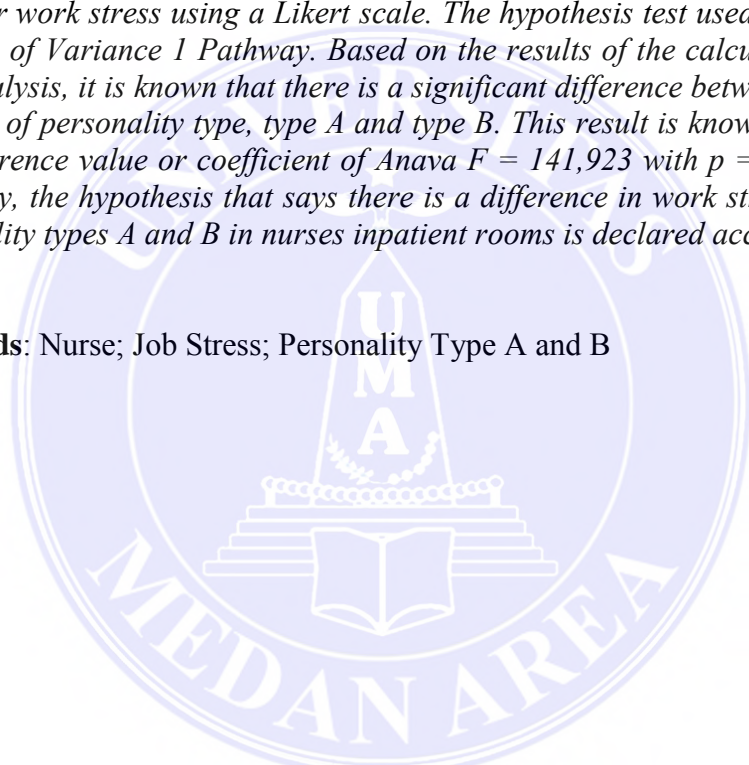 r work stress using a Likert scale. The hypothesis test used
of Variance 1 Pathway. Based on the results of the calcu
lysis, it is known that there is a significant difference betw
of personality type, type A and type B. This result is know
rence value or coefficient of Anava F = 141,923 with p =
y, the hypothesis that says there is a difference in work st
lity types A and B in nurses inpatient rooms is declared acc
ds: Nurse; Job Stress; Personality Type A and B
UNIVERSITAS
UMA
MEDAN AREA